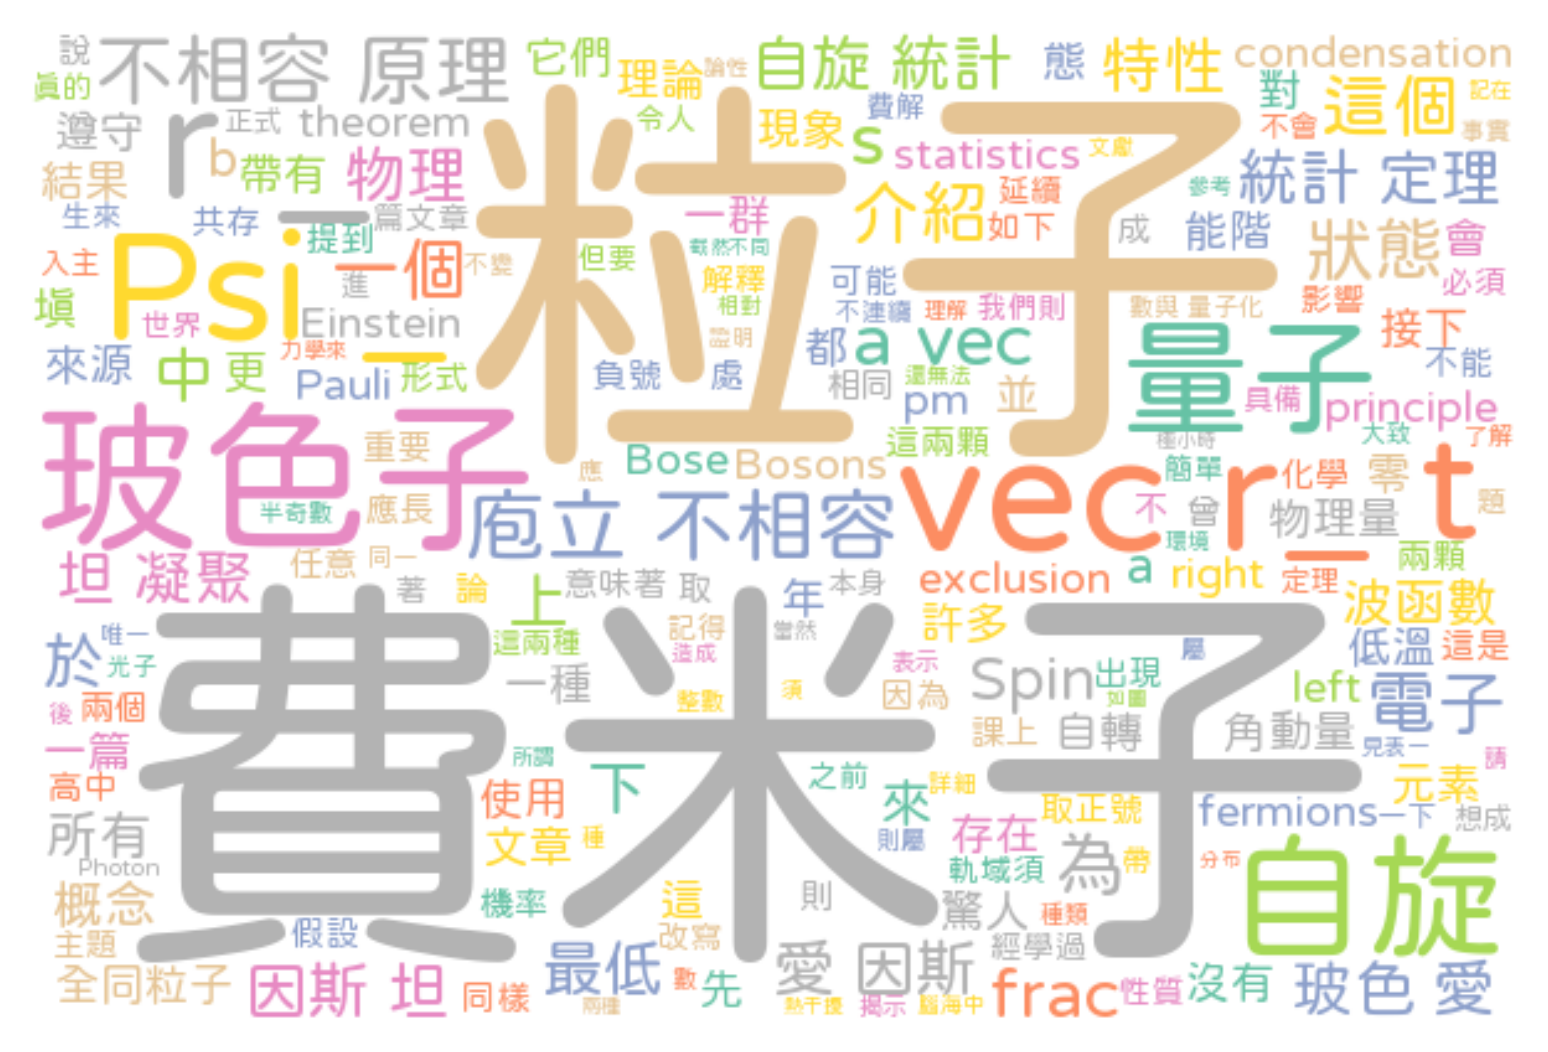 說 不相容 原理 它們 理論 論性 自旋 統計 態 特性 condensation
真的 令人 費解 對 這個 記在
遵守 r_ 正式 theorem 粒子 現象 s statistics 文獻 不會 事實
結果 b 帶有 物理 介紹 延續 參考 統計 定理
生來 共存 篇文章 一群 如下 成 能階 狀態 會
提到 截然不同 但要
入主 Psi_ 一個 不變 解釋 可能 必須
填 進 相對 不連續 理解 我們則 數與 量子化 影響
世界 Einstein 證明 都 a vec 量子 接下
來源 中 更 力學來 Pauli 形式 負號 處 相同 還無法 並 不能
pm 具備 principle
玻色子 重要 這兩顆 種小時 大致 了解
Bose Bosons vec r_t 簡單 化學 零
半奇數 應長 應 庖立 不相容 不 曾 物理量 題
環境
坦 凝聚 任意 同一 兩顆
著 論 上 意味著 取 年 本身 exclusion a right 定理 波函數
於 唯一 記得 當然 許多
光子 費米子 這兩種 造成 表示 屬 低溫 這是
一種 整數 須 因為 Spin 出現 left 電子
後 兩個 如圖
一篇 所謂 課上 自轉 角動量 見表一 請
高中 使用 下 之前 來 詳細 取正號 元素
所有 文章 種 則屬 存在 fermions 一下 想成
Photon 軌域須 為 帶 分布 自旋
概念 機率 這 則 驚人 種類
主題 假設 改寫 經學過
全同粒子 因斯 坦 同樣 最低 數 先 愛 因斯 frac 性質 沒有 玻色 愛
兩種 熱干擾 揭示 腦海中